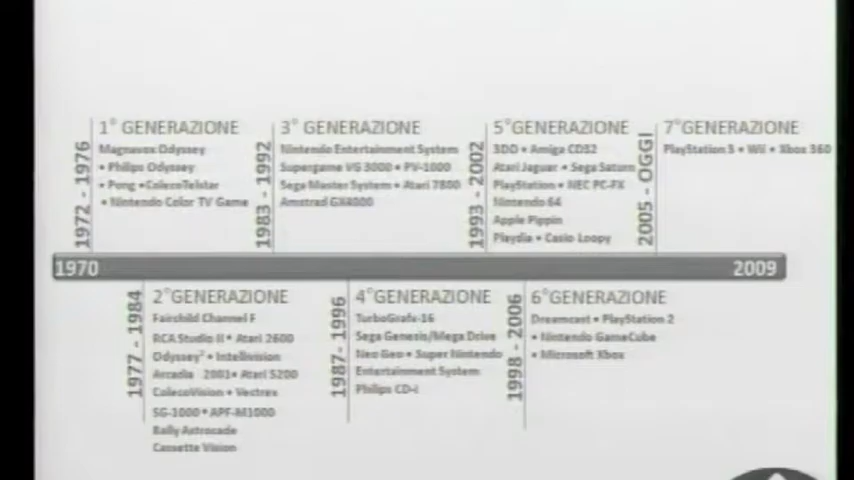 1° GENERAZIONE
1972 - 1976
Magnavox Odyssey
• Philips Odyssey
• Pong •ColecoTelstar
• Nintendo Color TV Game
3° GENERAZIONE
1983 - 1992
Nintendo Entertainment System
Supergame VG 3000 • PV-1000
Sega Master System • Atari 7800
Amstrad GX4000
5°GENERAZIONE
1993 - 2002
3DO • Amiga CD32
Atari Jaguar • Sega Saturn
PlayStation • NEC PC-FX
Nintendo 64
Apple Pippin
Playdia • Casio Loopy
7°GENERAZIONE
2005 - OGGI
PlayStation 3 • Wii • Xbox 360
1970
2009
2°GENERAZIONE
1977 - 1984
Fairchild Channel F
RCA Studio II • Atari 2600
Odyssey² • Intellivision
Arcadia 2001• Atari 5200
ColecoVision • Vectrex
SG-1000 • APF-M1000
Bally Astrocade
Cassette Vision
4°GENERAZIONE
1987- 1996
TurboGrafx-16
Sega Genesis/Mega Drive
Neo Geo • Super Nintendo
Entertainment System
Philips CD-i
6°GENERAZIONE
1998 - 2006
Dreamcast • PlayStation 2
• Nintendo GameCube
• Microsoft Xbox